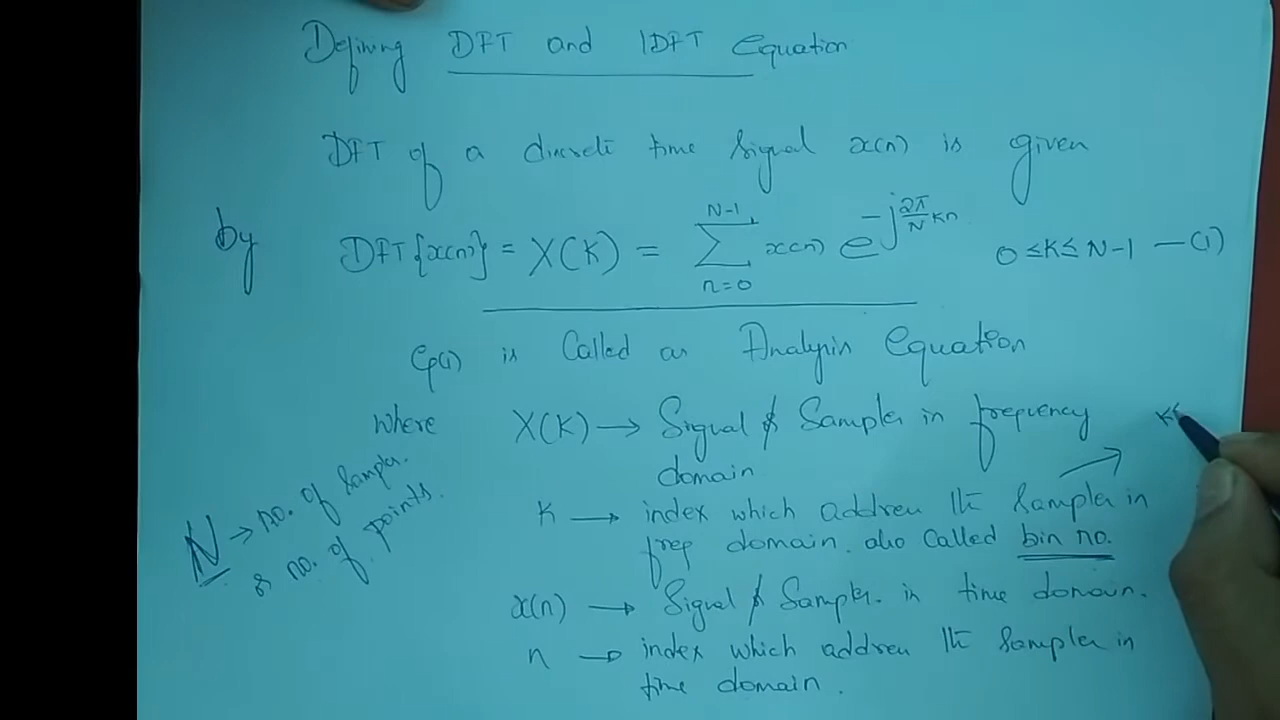 Defining DFT and IDFT Equation
DFT of a discrete time signal x(n) is given
by DFT{x(n)} = X(K) = \sum_{n=0}^{N-1} x(n) e^{-j\frac{2π}{N}Kn} 0 ≤ K ≤ N-1 —(1)
Eq(1) is Called as Analysis Equation
where X(K) → Signal & Samples in frequency
domain
K → index which address the Samples in
freq domain. also called bin no.
x(n) → Signal & Samples. in time domain.
n → index which address the Samples in
time domain.
N → no. of samples.
or no. of points.